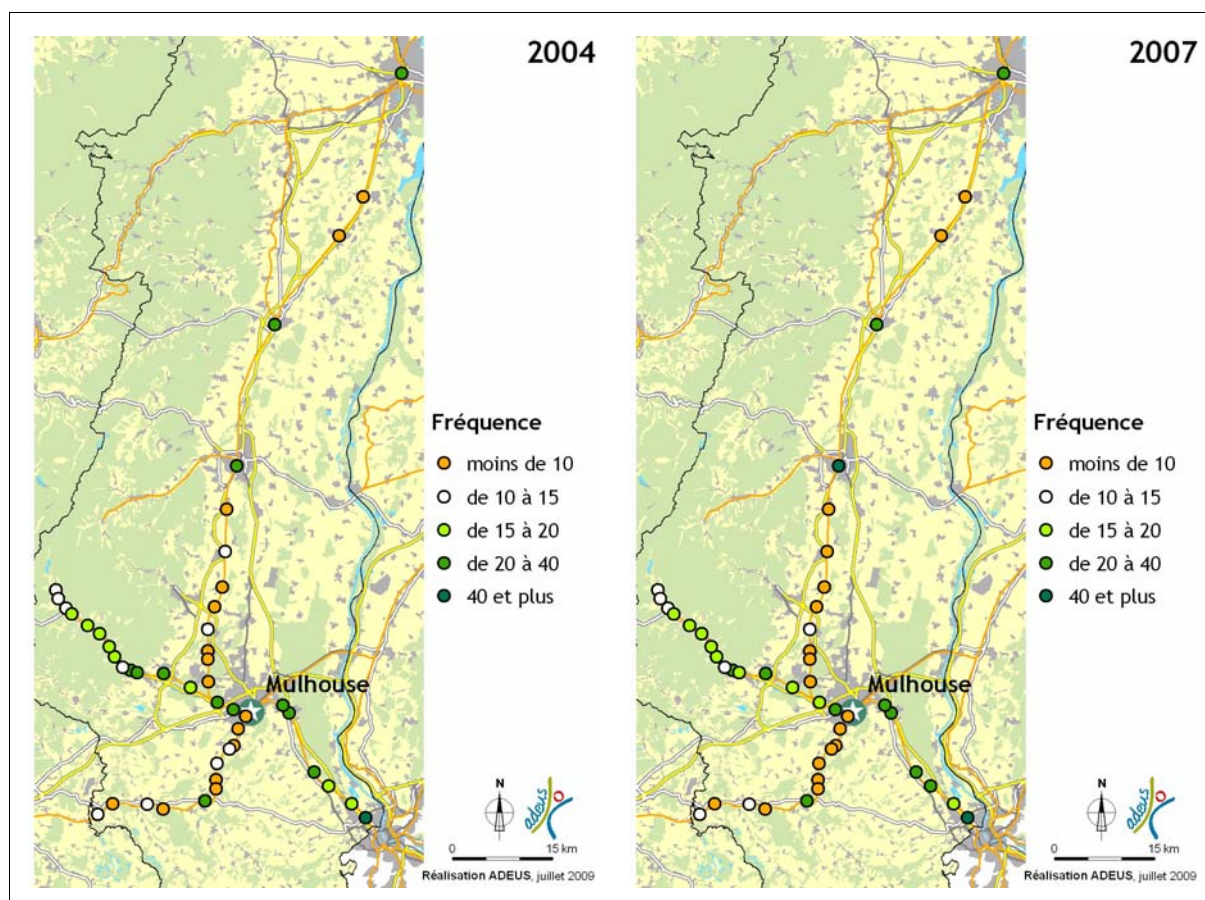 2004
Mulhouse
Fréquence
moins de 10
de 10 à 15
de 15 à 20
de 20 à 40
40 et plus
N
adeus
0 15 km
Réalisation ADEUS, juillet 2009
2007
Mulhouse
Fréquence
moins de 10
de 10 à 15
de 15 à 20
de 20 à 40
40 et plus
N
adeus
0 15 km
Réalisation ADEUS, juillet 2009